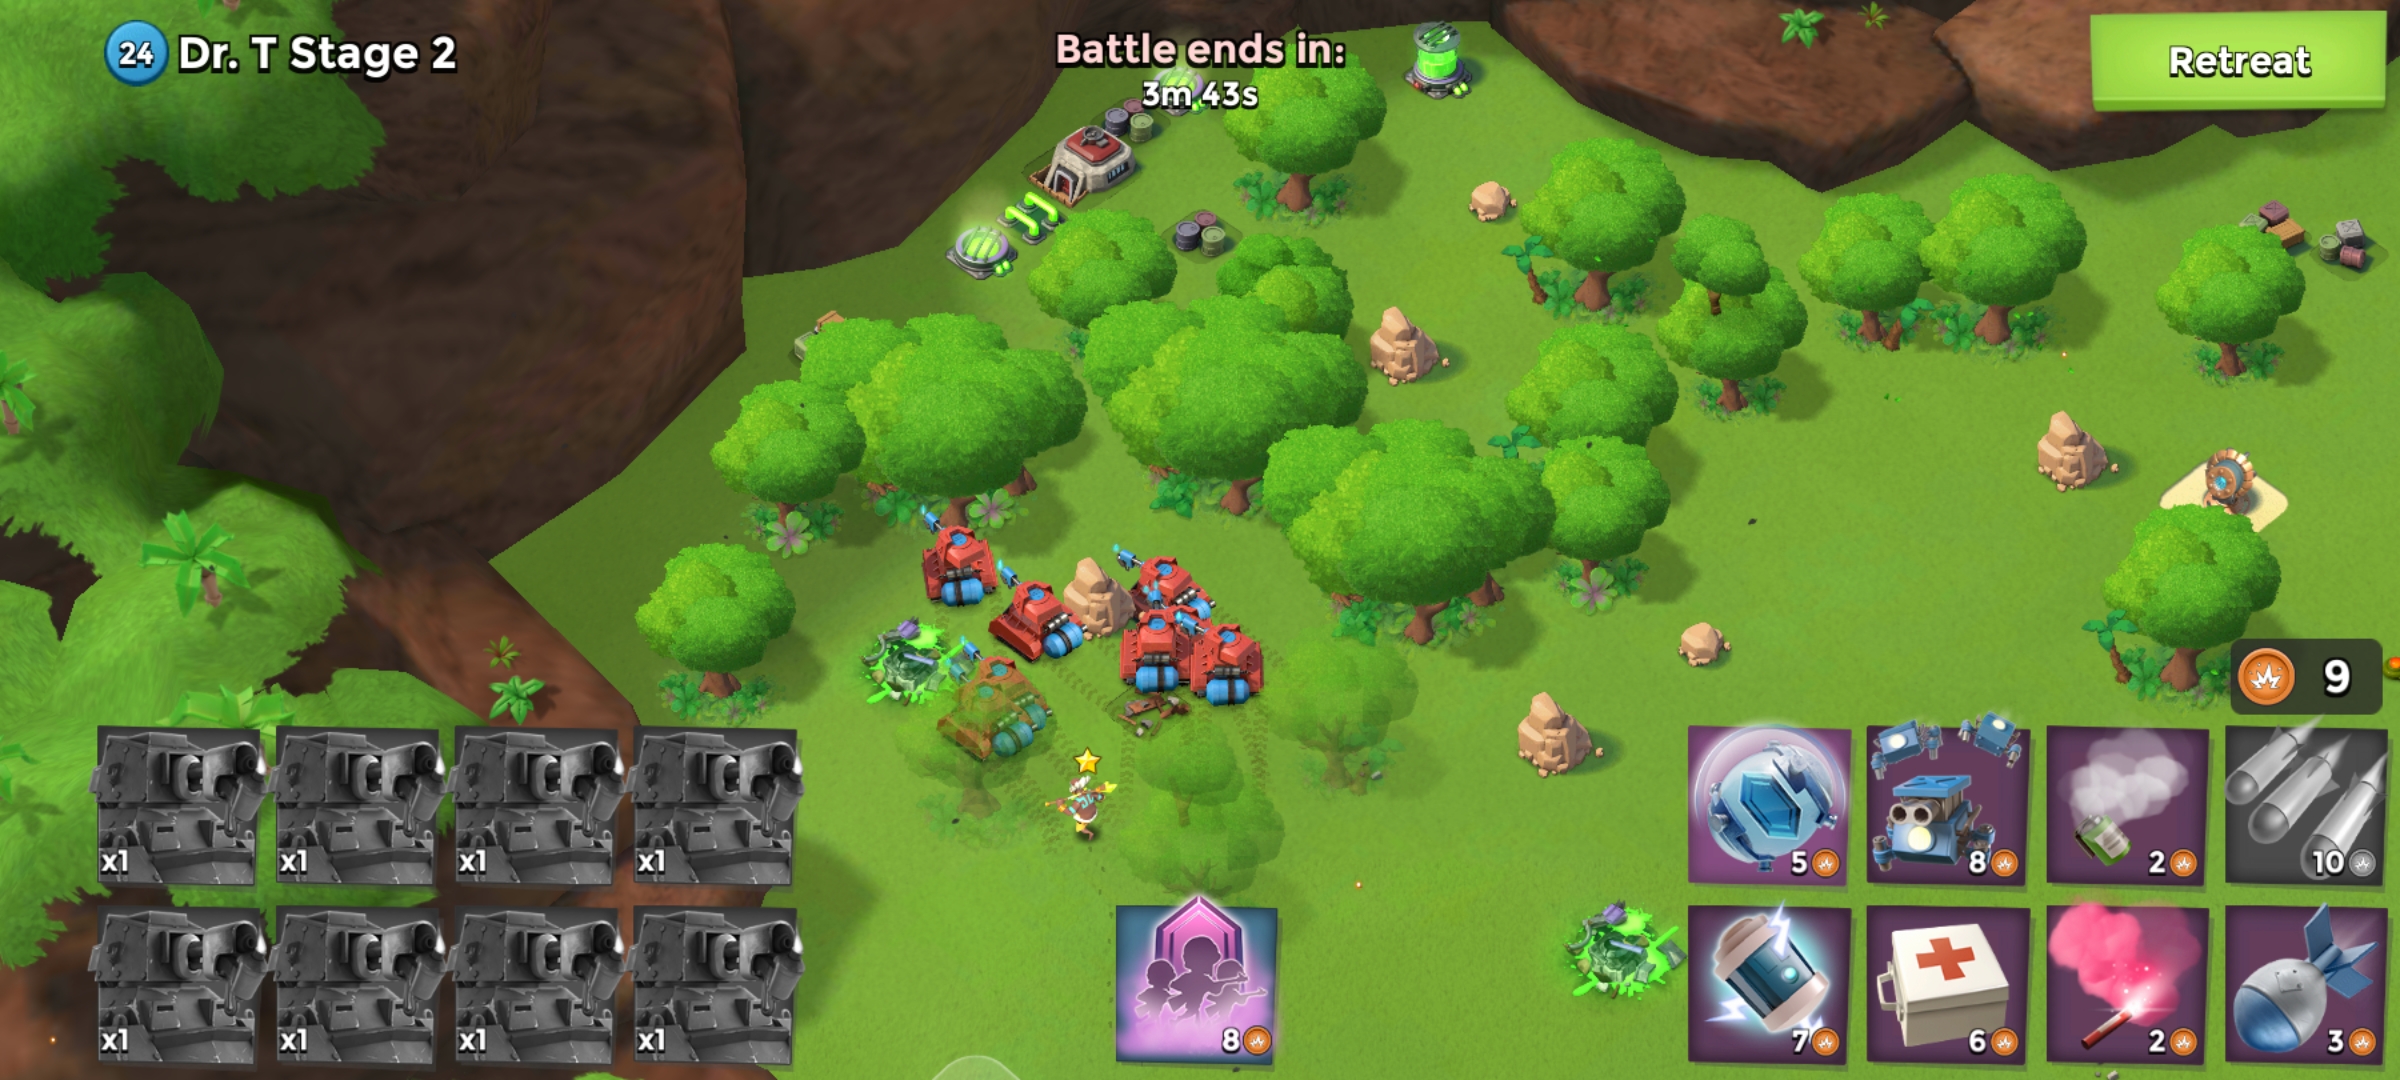 24 Dr. T Stage 2
Battle ends in:
3m 43s
Retreat
9
x1 x1 x1 x1
5 8 2 10
x1 x1 x1 x1
8
7 6 2 3